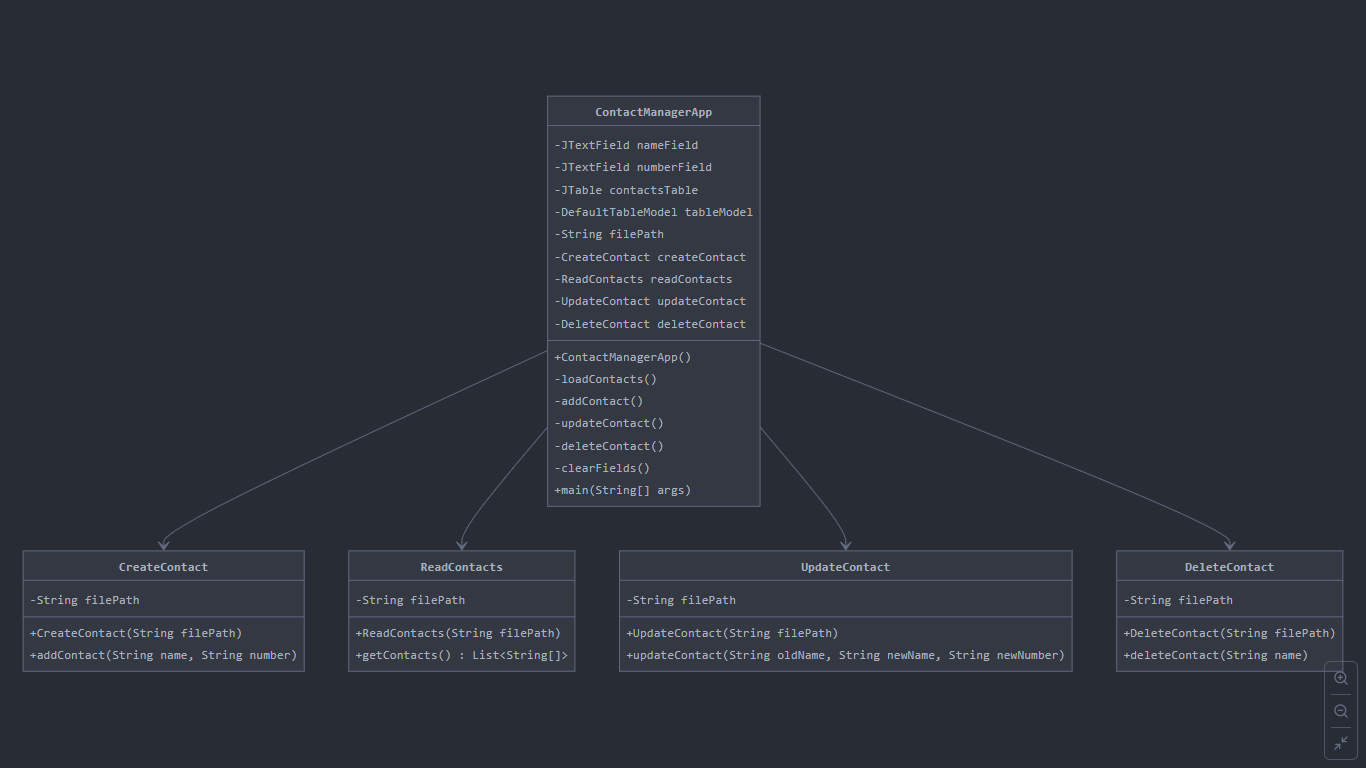 ContactManagerApp
-JTextField nameField
-JTextField numberField
-JTable contactsTable
-DefaultTableModel tableModel
-String filePath
-CreateContact createContact
-ReadContacts readContacts
-UpdateContact updateContact
-DeleteContact deleteContact
+ContactManagerApp()
-loadContacts()
-addContact()
-updateContact()
-deleteContact()
-clearFields()
+main(String[] args)
CreateContact
-String filePath
+CreateContact(String filePath)
+addContact(String name, String number)
ReadContacts
-String filePath
+ReadContacts(String filePath)
+getContacts() : List<String[]>
UpdateContact
-String filePath
+UpdateContact(String filePath)
+updateContact(String oldName, String newName, String newNumber)
DeleteContact
-String filePath
+DeleteContact(String filePath)
+deleteContact(String name)